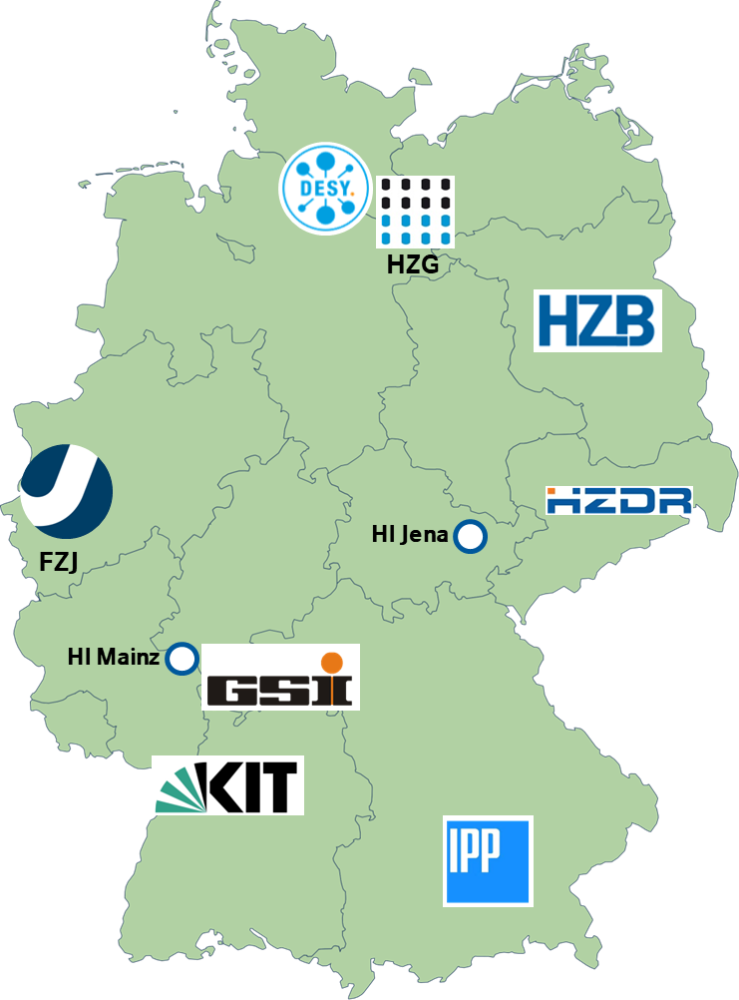 DESY.
HZG
HZB
HZDR
FZJ
HI Jena
HI Mainz
GSI
KIT
IPP